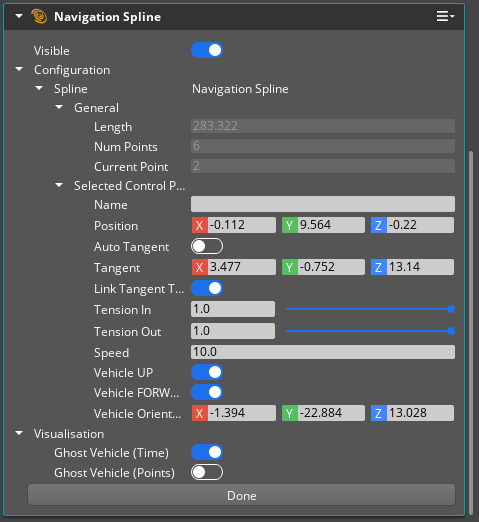 Navigation Spline
Visible
Configuration
Spline Navigation Spline
General
Length 283.322
Num Points 6
Current Point 2
Selected Control P...
Name
Position X -0.112 Y 9.564 Z -0.22
Auto Tangent
Tangent X 3.477 Y -0.752 Z 13.14
Link Tangent T...
Tension In 1.0
Tension Out 1.0
Speed 10.0
Vehicle UP
Vehicle FORW...
Vehicle Orient... X -1.394 Y -22.884 Z 13.028
Visualisation
Ghost Vehicle (Time)
Ghost Vehicle (Points)
Done